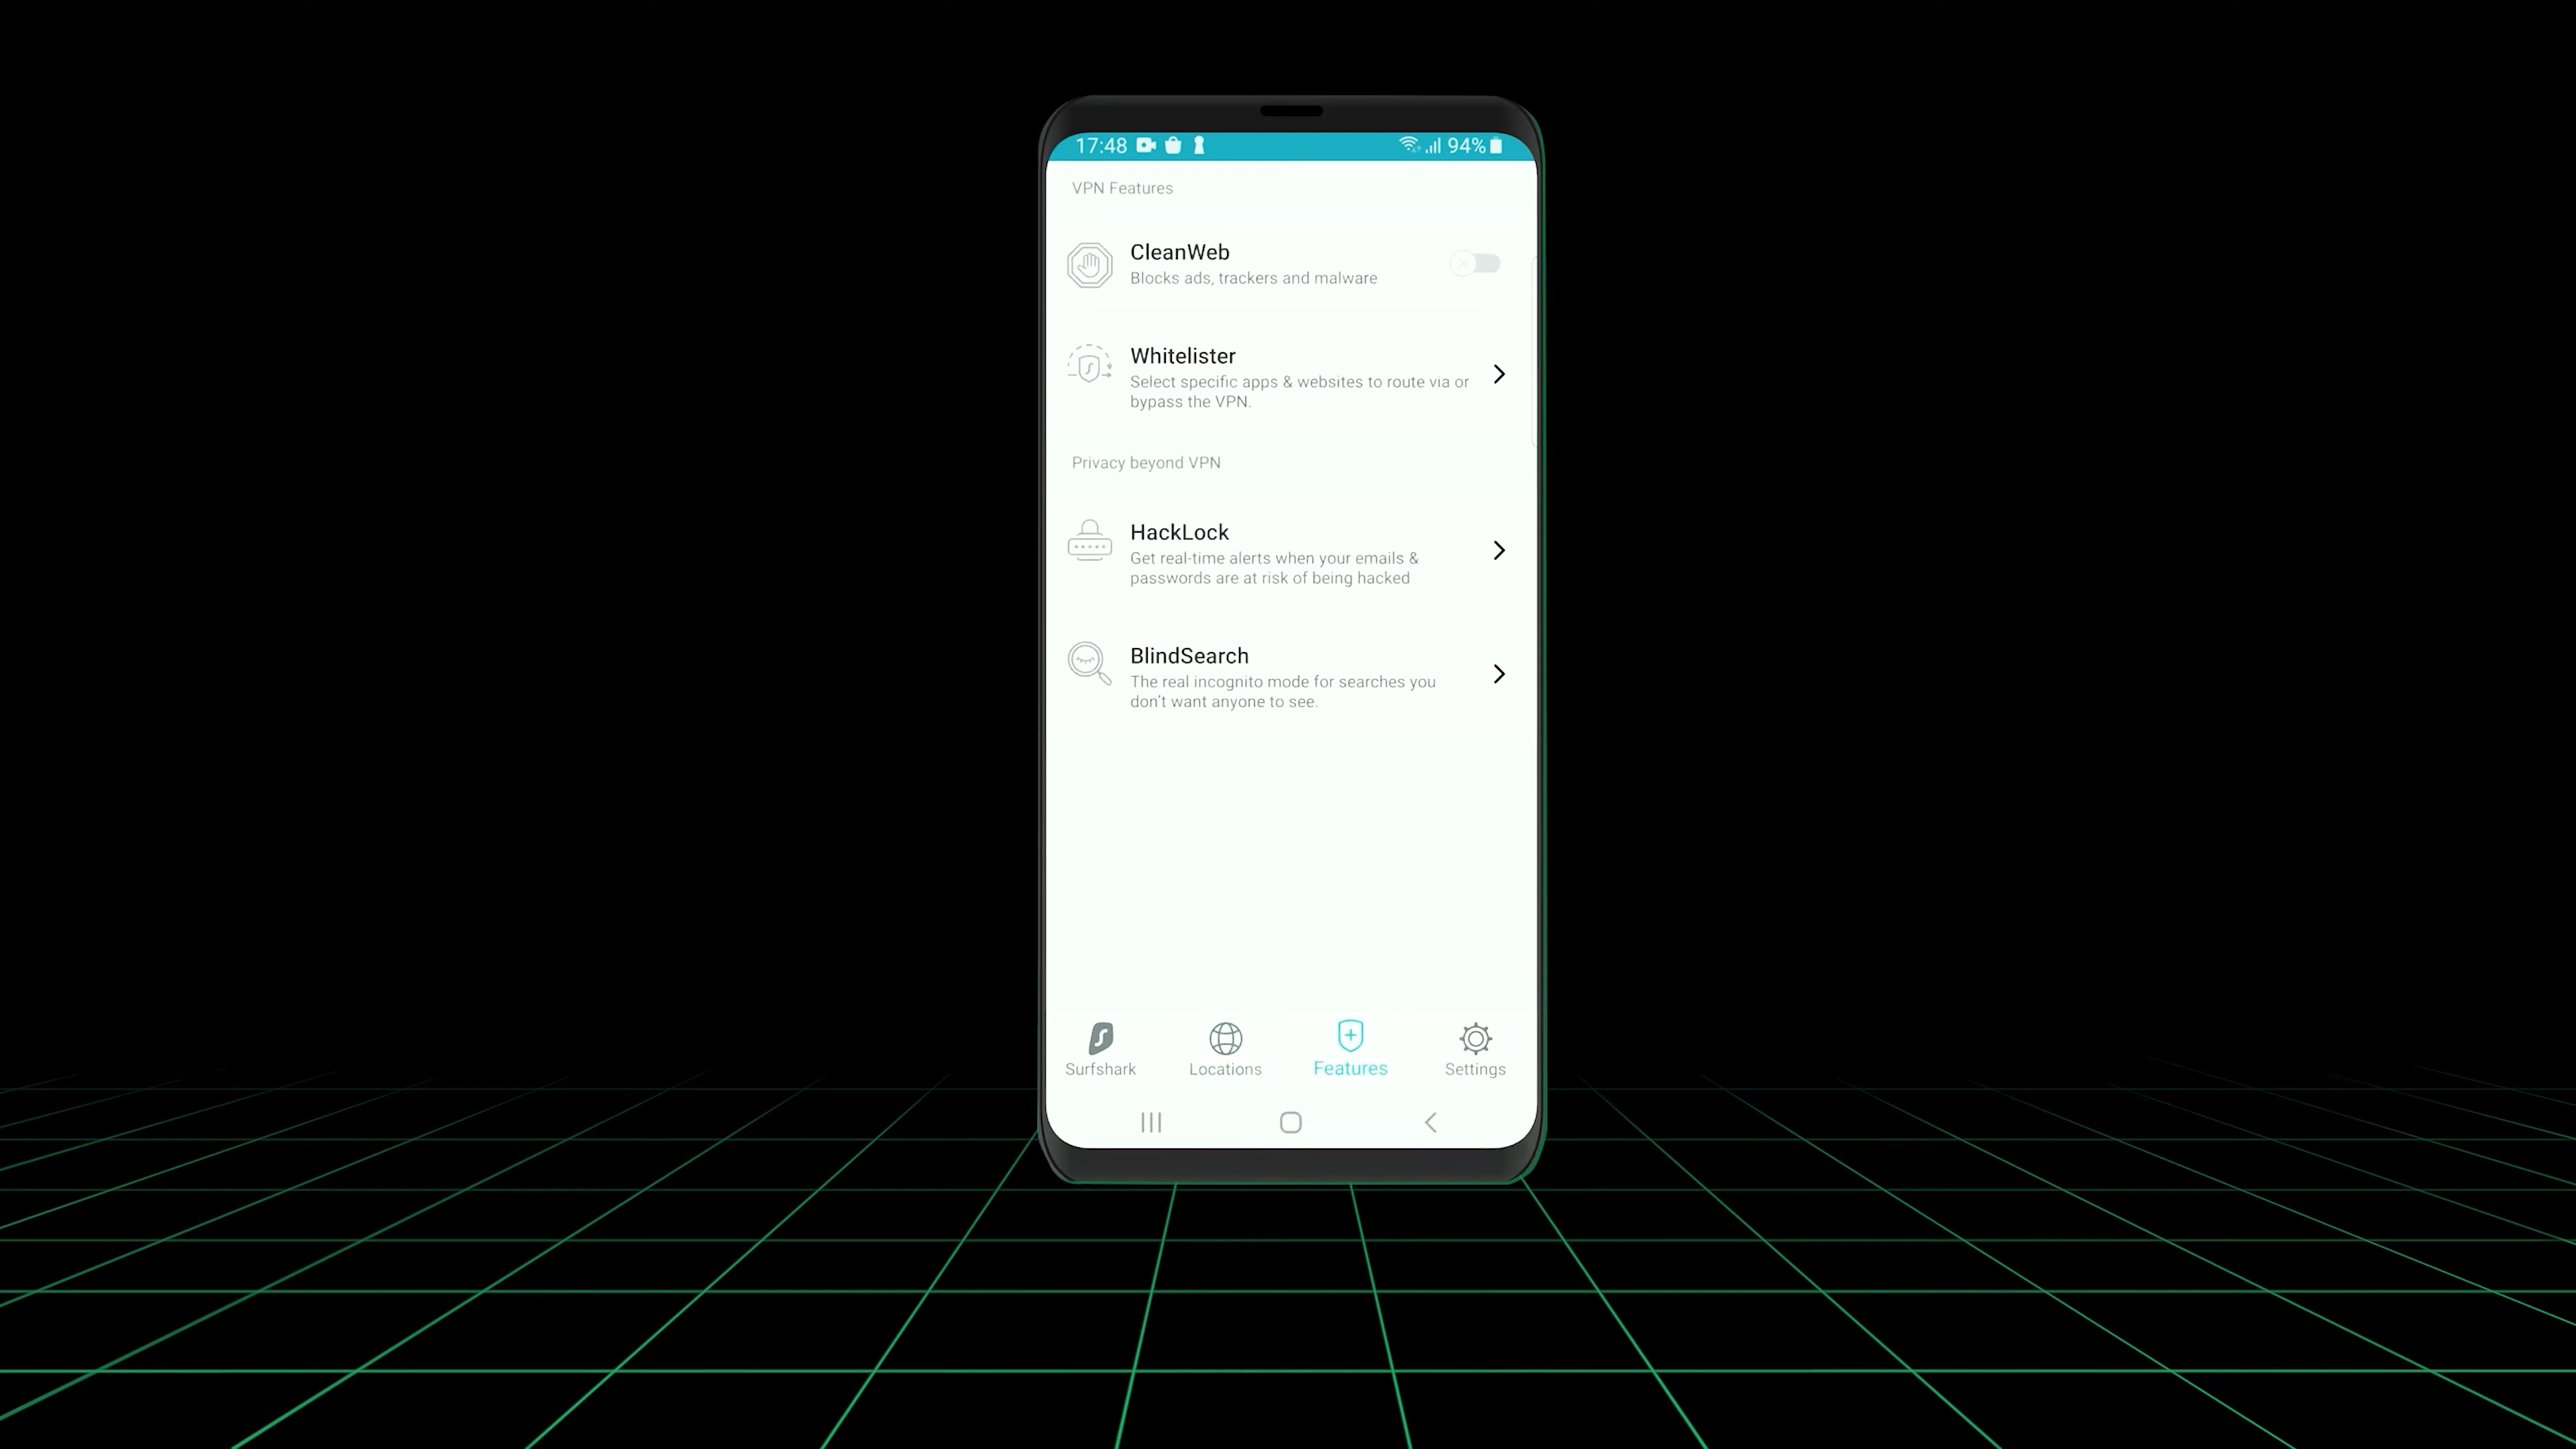 17:48
94%
VPN Features
CleanWeb
Blocks ads, trackers and malware
Whitelister
Select specific apps & websites to route via or
bypass the VPN.
Privacy beyond VPN
HackLock
Get real-time alerts when your emails &
passwords are at risk of being hacked
BlindSearch
The real incognito mode for searches you
don't want anyone to see.
Surfshark
Locations
Features
Settings